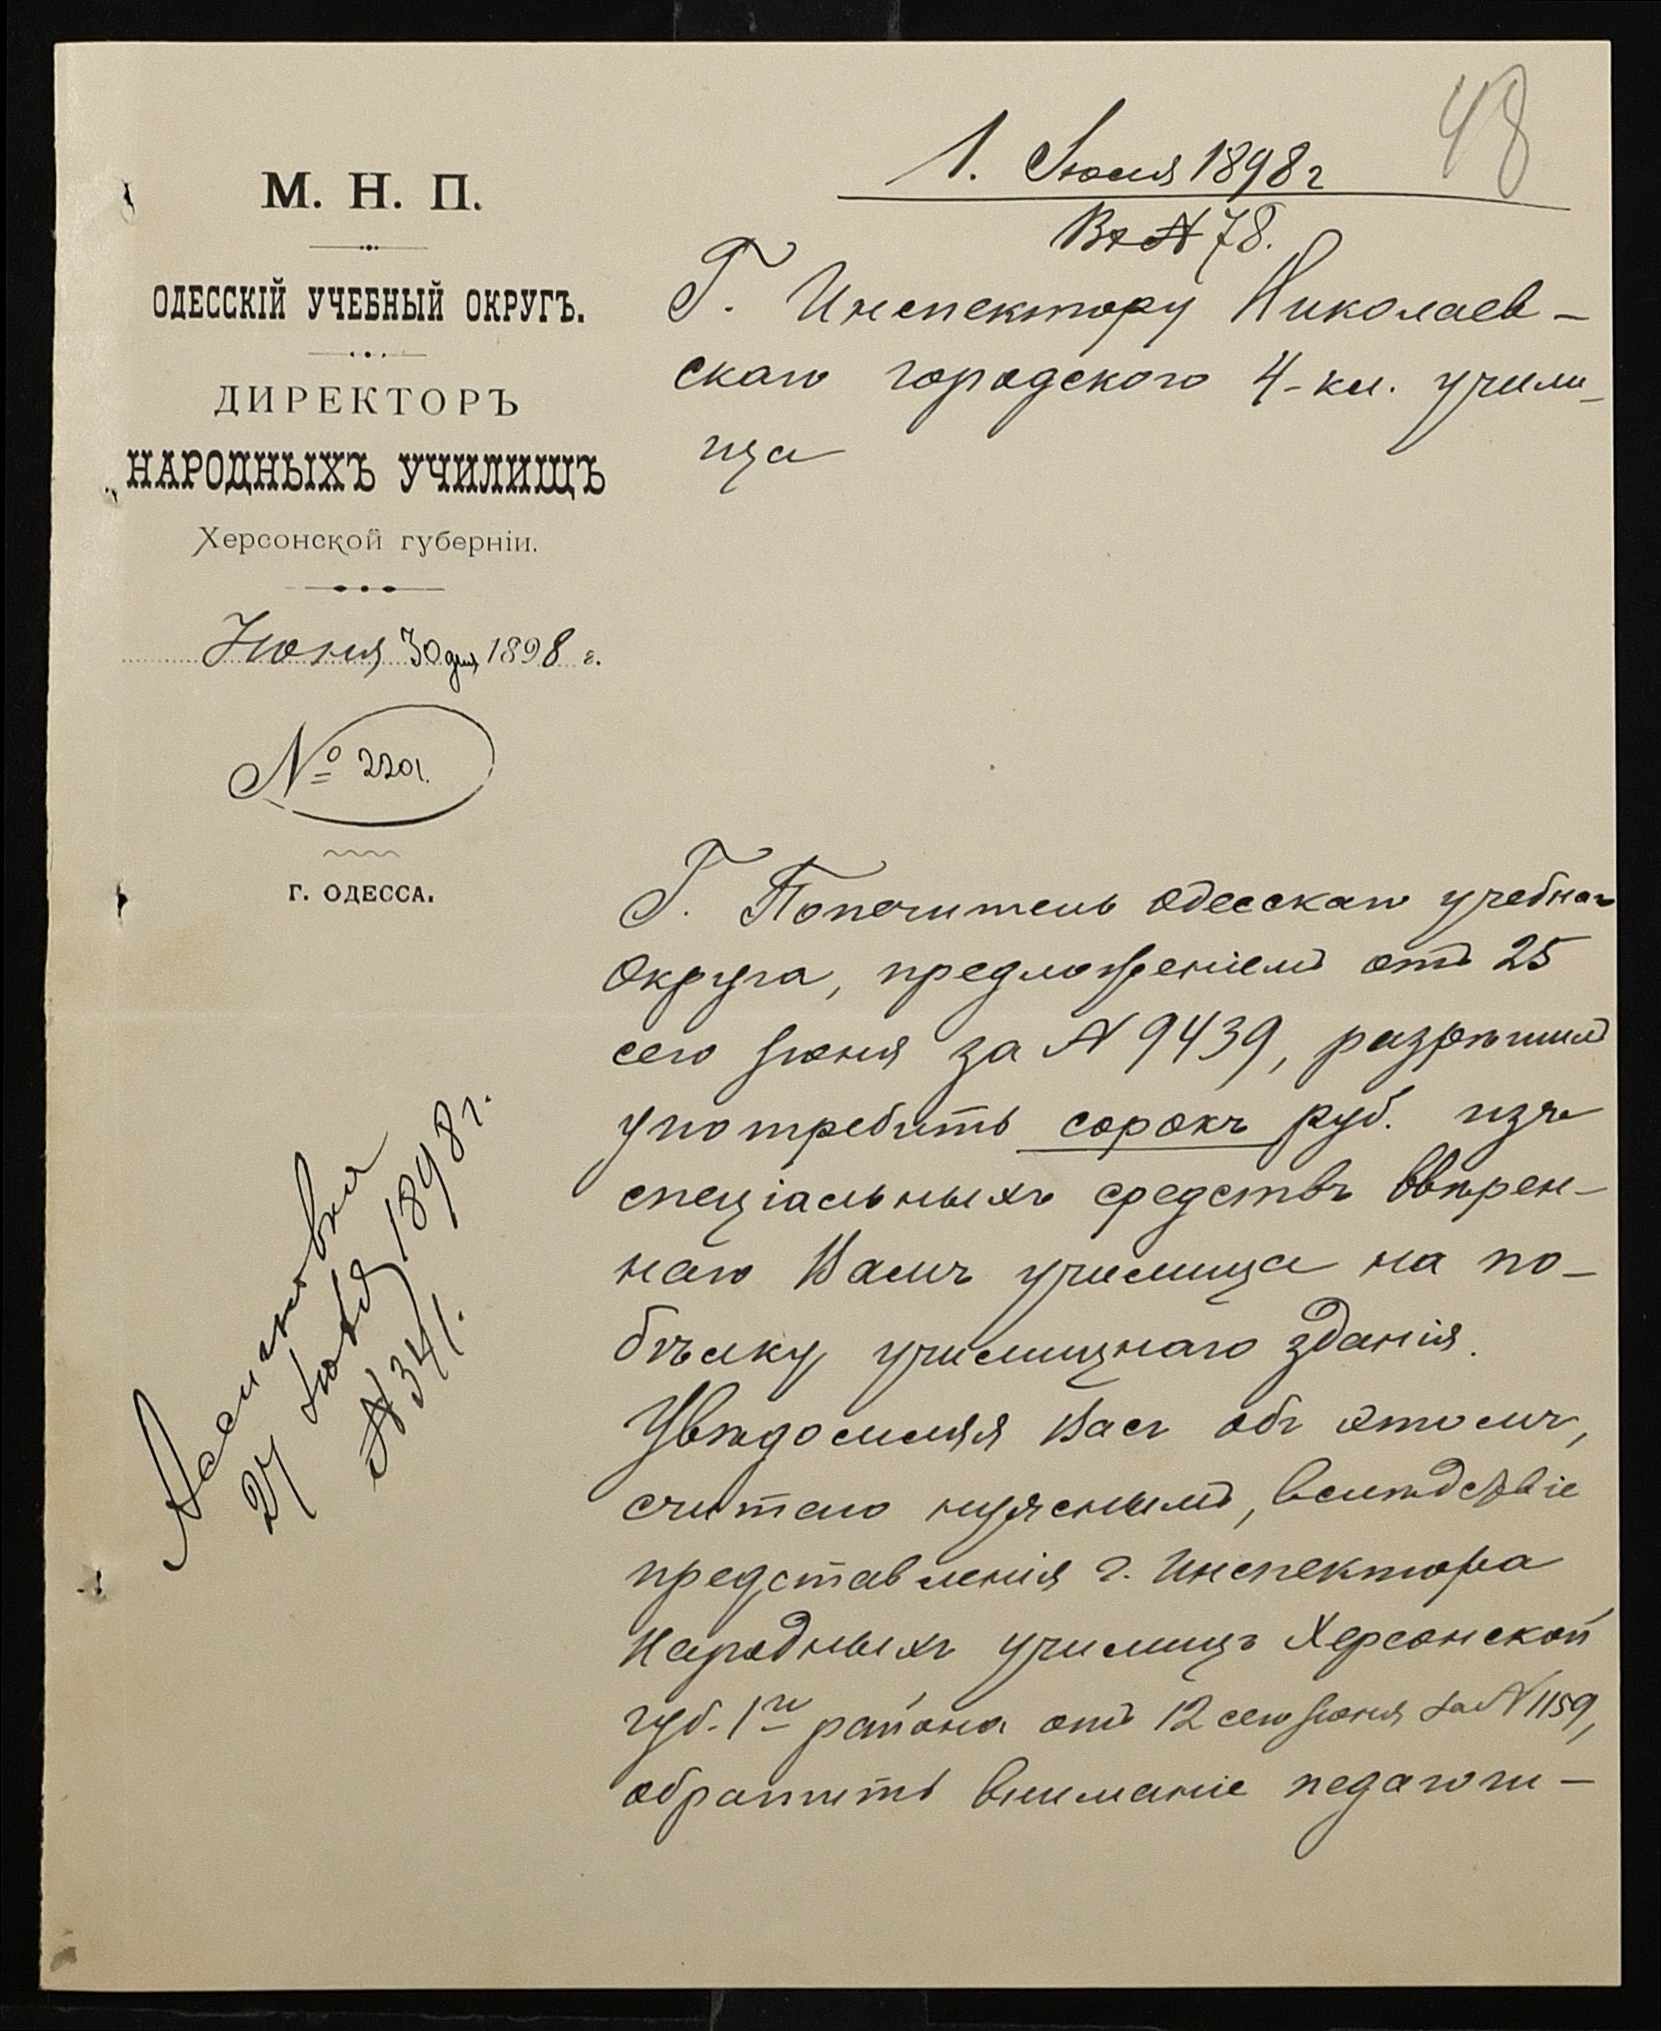 48
1. Июля 1898 г
Вх № 78.
М. Н. П.
ОДЕССКІЙ УЧЕБНЫЙ ОКРУГЪ.
ДИРЕКТОРЪ
НАРОДНЫХЪ УЧИЛИЩЪ
Херсонской губерніи.
Июня 30 дня 1898 г.
№ 2201.
Г. ОДЕССА.
Г. Инспектору Николаев-
скаго городского 4-кл. учили-
ща
Г. Попечитель Одесскаго учебнаго
Округа, предложеніемъ отъ 25
сего Іюня за № 9439, разрѣшилъ
употребить сорокъ руб. изъ
спеціальныхъ средствъ ввѣрен-
наго Вамъ училища на по-
бѣлку училищнаго зданія.
Увѣдомляя Васъ объ этомъ,
считаю нужнымъ, вслѣдствіе
представленія г. Инспектора
Народныхъ училищъ Херсонской
губ. 1го района отъ 12 сего Іюня за № 1159,
обратить вниманіе педагоги-
27 1898 г.
№ 341.